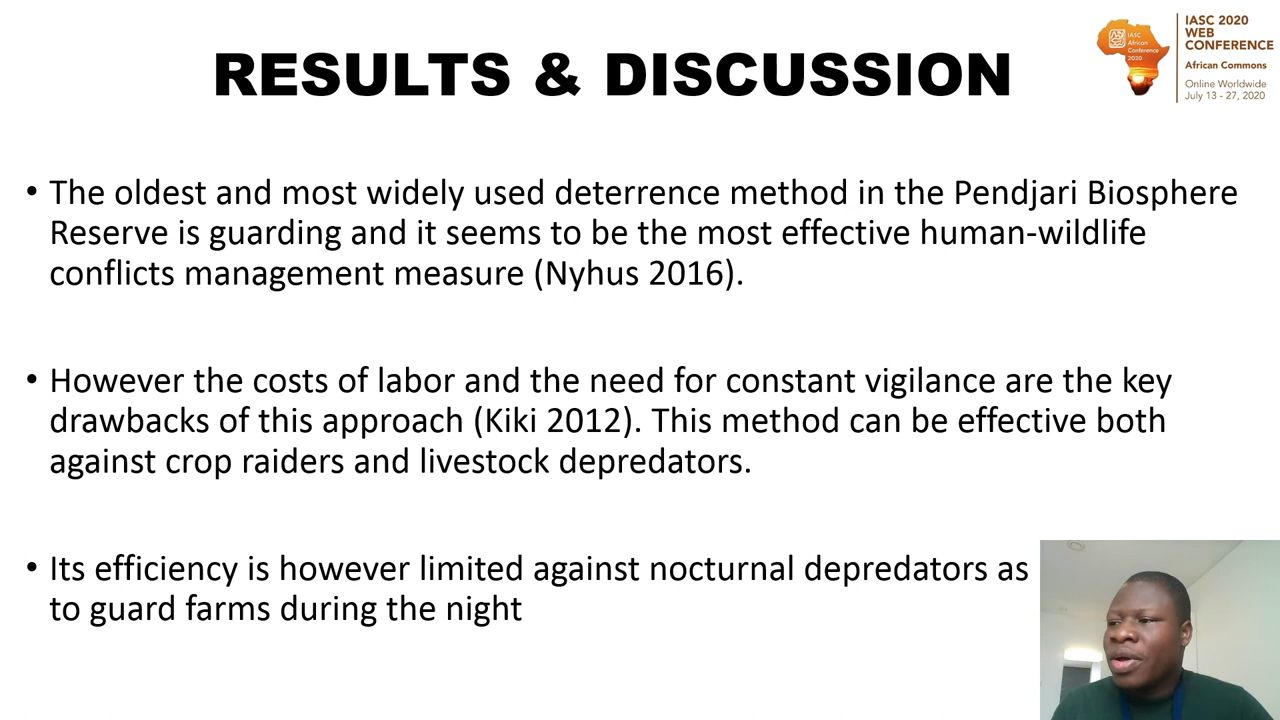 RESULTS & DISCUSSION
IASC 2020
WEB
CONFERENCE
African Commons
Online Worldwide
July 13 - 27, 2020
IASC
African
Conference
2020
• The oldest and most widely used deterrence method in the Pendjari Biosphere
Reserve is guarding and it seems to be the most effective human-wildlife
conflicts management measure (Nyhus 2016).
• However the costs of labor and the need for constant vigilance are the key
drawbacks of this approach (Kiki 2012). This method can be effective both
against crop raiders and livestock depredators.
• Its efficiency is however limited against nocturnal depredators as
to guard farms during the night